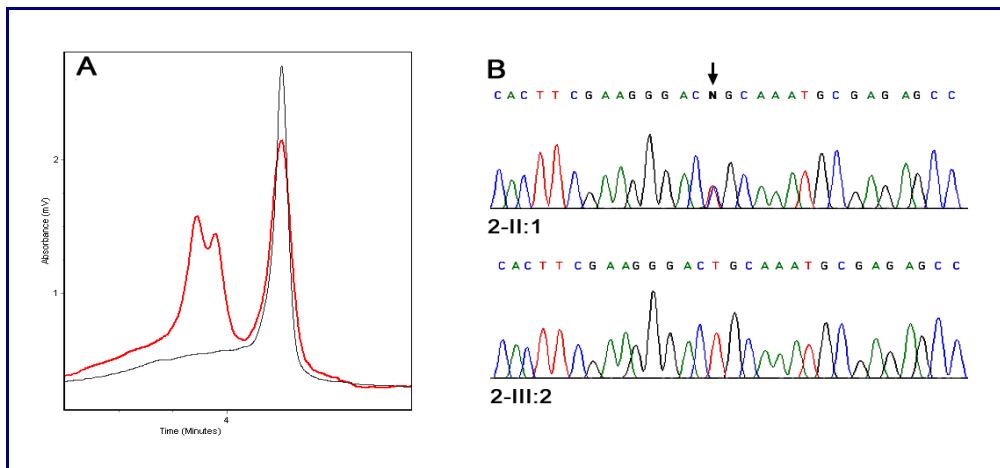 A
2
1
Absorbance (mV)
4
Time (Minutes)
B
C A C T T C G A A G G G A C N G C A A A T G C G A G A G C C
2-II:1
C A C T T C G A A G G G A C T G C A A A T G C G A G A G C C
2-III:2